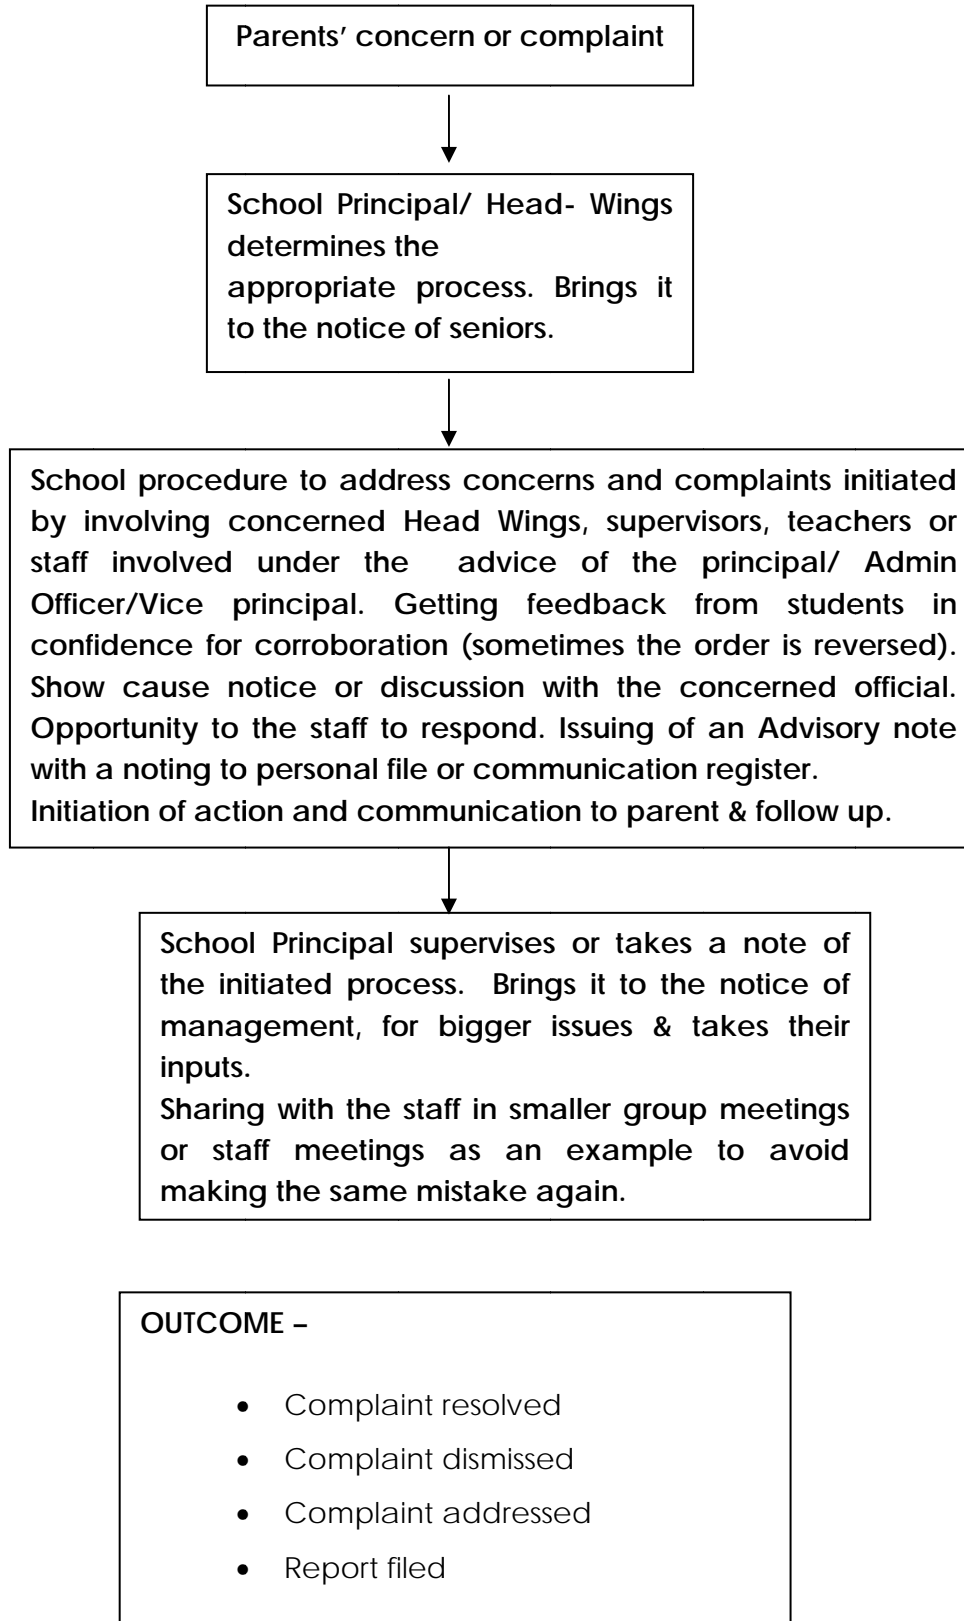 Parents’ concern or complaint
School Principal/ Head- Wings
determines the
appropriate process. Brings it
to the notice of seniors.
School procedure to address concerns and complaints initiated
by involving concerned Head Wings, supervisors, teachers or
staff involved under the advice of the principal/ Admin
Officer/Vice principal. Getting feedback from students in
confidence for corroboration (sometimes the order is reversed).
Show cause notice or discussion with the concerned official.
Opportunity to the staff to respond. Issuing of an Advisory note
with a noting to personal file or communication register.
Initiation of action and communication to parent & follow up.
School Principal supervises or takes a note of
the initiated process. Brings it to the notice of
management, for bigger issues & takes their
inputs.
Sharing with the staff in smaller group meetings
or staff meetings as an example to avoid
making the same mistake again.
OUTCOME –
• Complaint resolved
• Complaint dismissed
• Complaint addressed
• Report filed